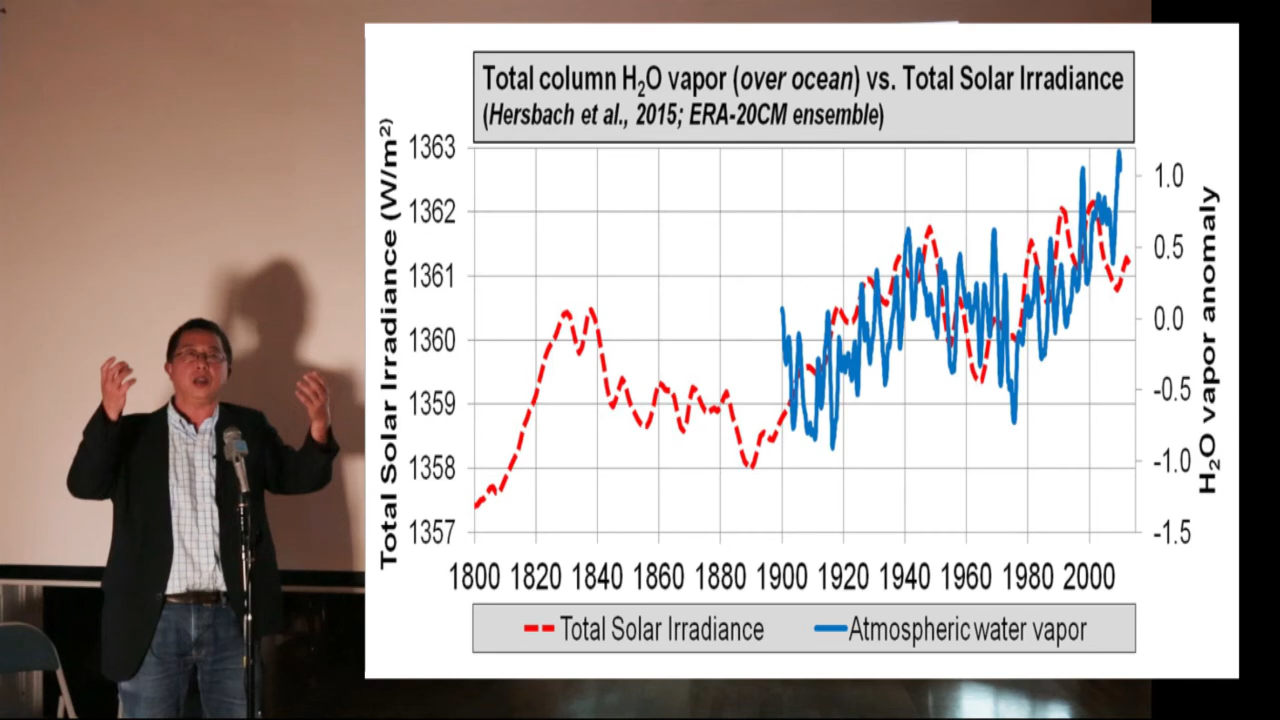 Total column H₂O vapor (over ocean) vs. Total Solar Irradiance
(Hersbach et al., 2015; ERA-20CM ensemble)
Total Solar Irradiance (W/m²)
1363
1362
1361
1360
1359
1358
1357
1.0
0.5
0.0
-0.5
-1.0
-1.5
H₂O vapor anomaly
1800 1820 1840 1860 1880 1900 1920 1940 1960 1980 2000
Total Solar Irradiance Atmospheric water vapor